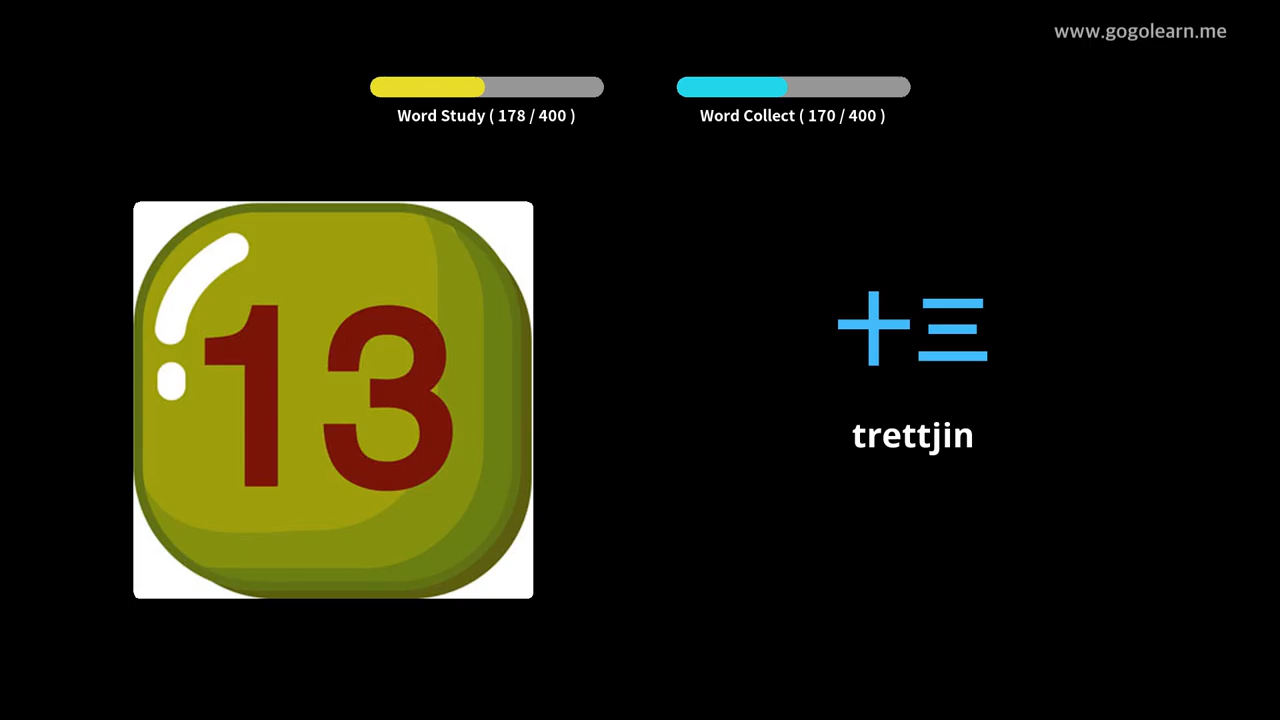 www.gogolearn.me
Word Study ( 178 / 400 )
Word Collect ( 170 / 400 )
13
十三
trettjin